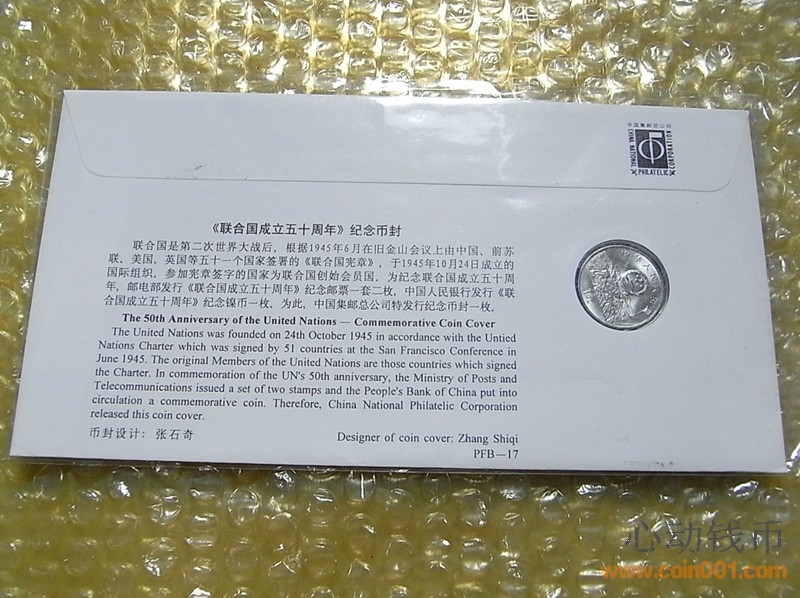 中国集邮总公司
CHINA NATIONAL
PHILATELIC
CORPORATION
《联合国成立五十周年》纪念币封
联合国是第二次世界大战后，根据1945年6月在旧金山会议上由中国、前苏
联、美国、英国等五十一个国家签署的《联合国宪章》，于1945年10月24日成立的
国际组织，参加宪章签字的国家为联合国创始会员国。为纪念联合国成立五十周
年，邮电部发行《联合国成立五十周年》纪念邮票一套二枚，中国人民银行发行《联
合国成立五十周年》纪念镍币一枚。为此，中国集邮总公司特发行纪念币封一枚。
The 50th Anniversary of the United Nations — Commemorative Coin Cover
The United Nations was founded on 24th October 1945 in accordance with the Untied
Nations Charter which was signed by 51 countries at the San Francisco Conference in
June 1945. The original Members of the United Nations are those countries which signed
the Charter. In commemoration of the UN's 50th anniversary, the Ministry of Posts and
Telecommunications issued a set of two stamps and the People's Bank of China put into
circulation a commemorative coin. Therefore, China National Philatelic Corporation
released this coin cover.
币封设计：张石奇
Designer of coin cover: Zhang Shiqi
PFB—17
心动钱币
www.coin001.com